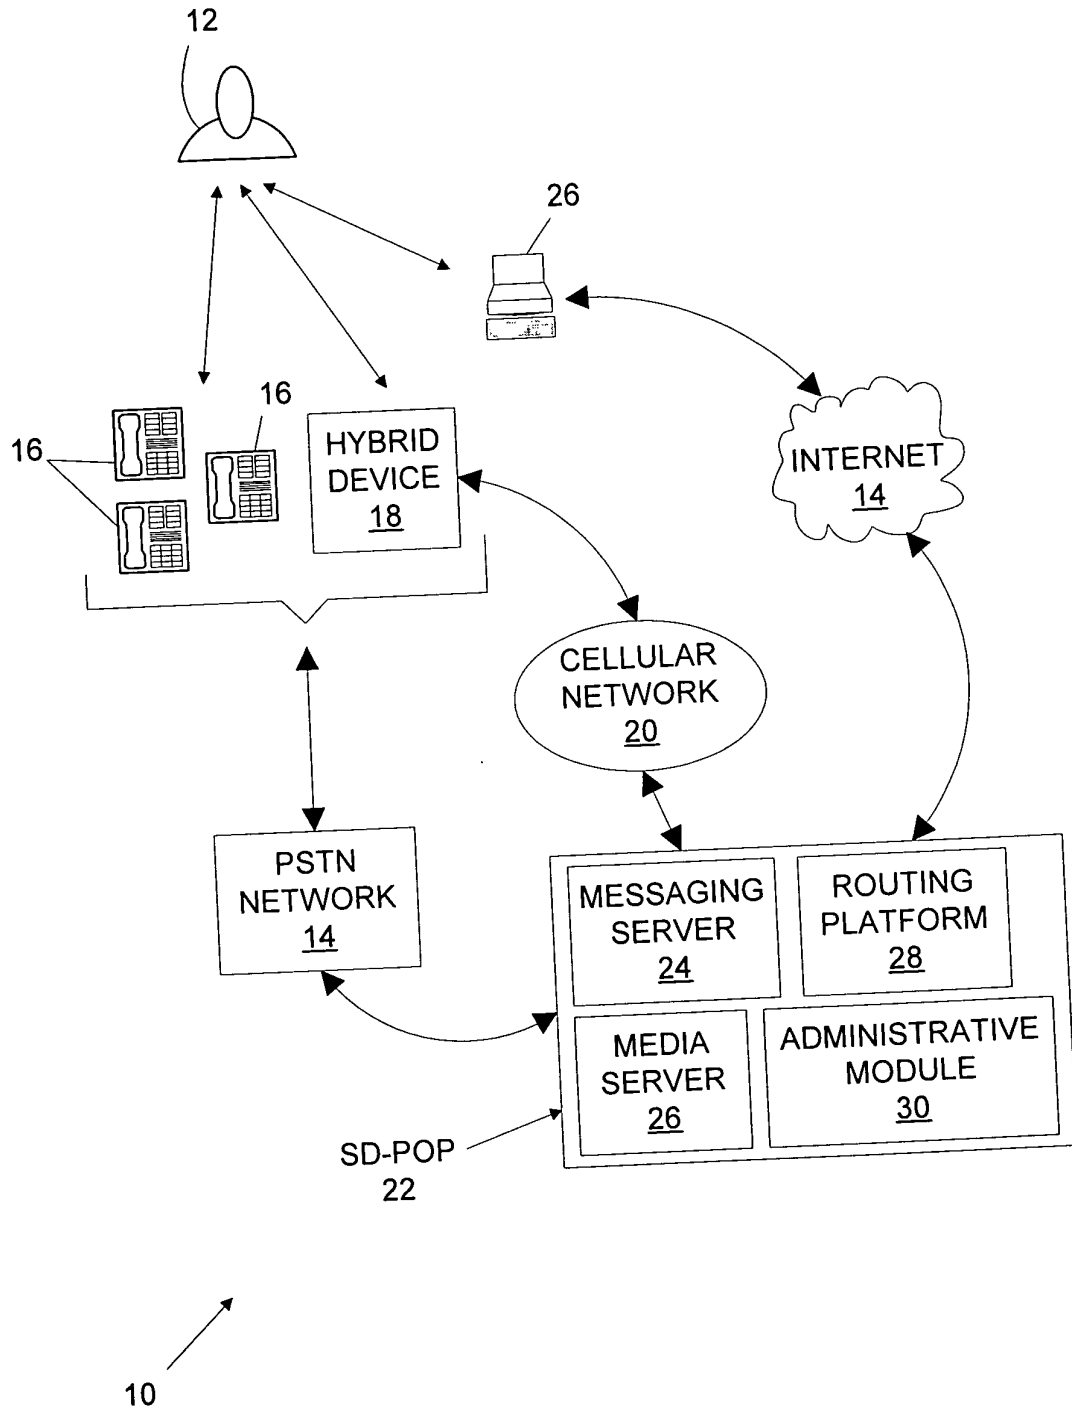 12
26
16
16
HYBRID
DEVICE
18
INTERNET
14
CELLULAR
NETWORK
20
PSTN
NETWORK
14
MESSAGING
SERVER
24
ROUTING
PLATFORM
28
MEDIA
SERVER
26
ADMINISTRATIVE
MODULE
30
SD-POP
22
10